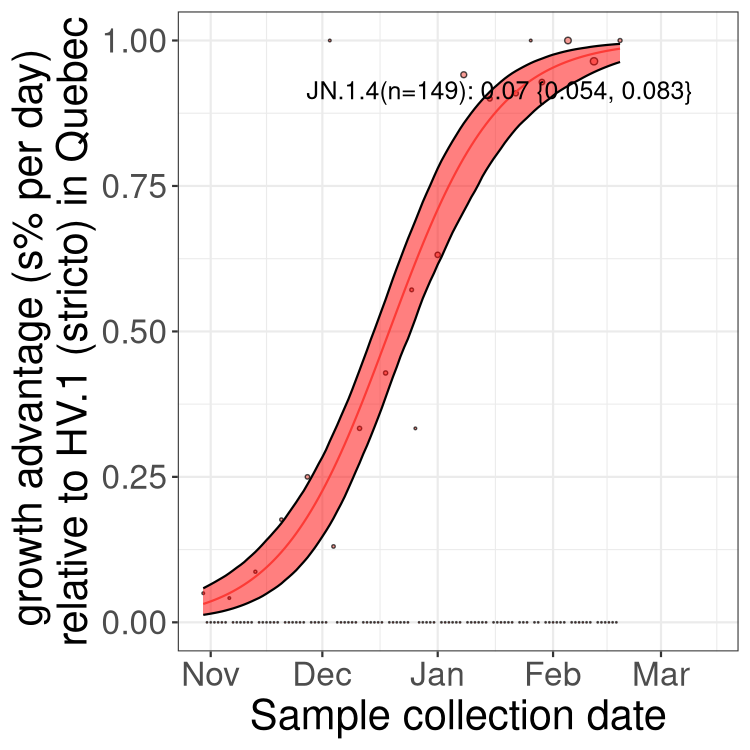 growth advantage (s% per day)
relative to HV.1 (stricto) in Quebec
1.00
0.75
0.50
0.25
0.00
JN.1.4(n=149): 0.07 {0.054, 0.083}
Nov Dec Jan Feb Mar
Sample collection date